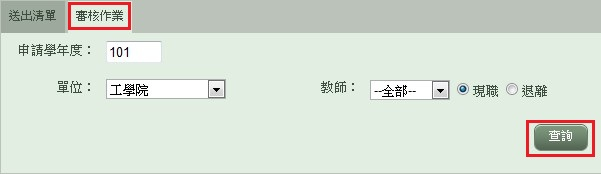 送出清單 審核作業
申請學年度： 101
單位： 工學院 教師： --全部-- 現職 退離
查詢